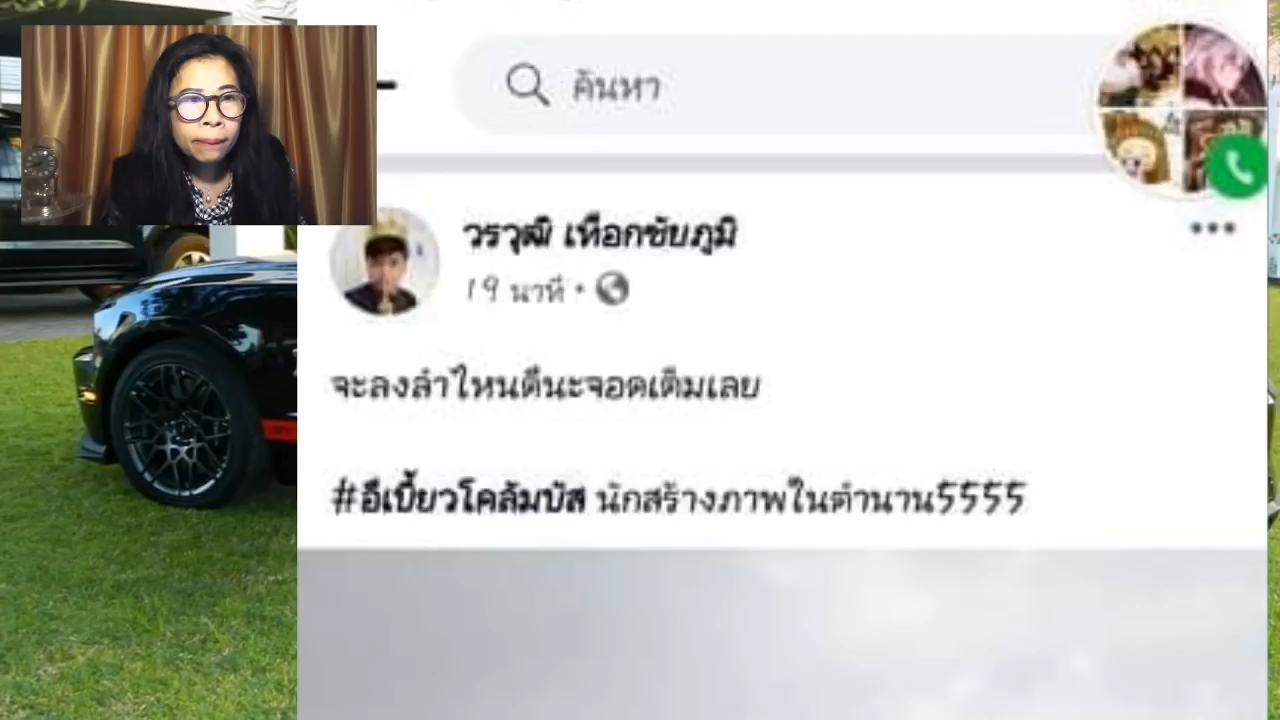 ค้นหา
วรวุฒิ เทือกชัยภูมิ
19 นาที
จะลงลำไหนดีนะจอดเต็มเลย
#อีเบี้ยวโคลัมบัส นักสร้างภาพในตำนาน5555